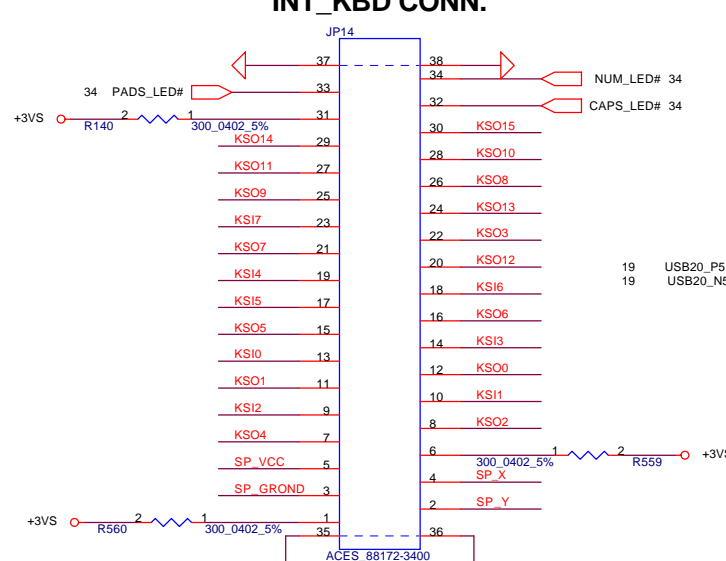 INT_KBD CONN.
JP14
37 38
34 NUM_LED# 34
34 PADS_LED# 33
32 CAPS_LED# 34
+3VS R140 2 1 300_0402_5% 31
30 KSO15
KSO14 29
28 KSO10
KSO11 27
26 KSO8
KSO9 25
24 KSO13
KSI7 23
22 KSO3
KSO7 21
20 KSO12
19 USB20_P5
19 USB20_N5
KSI4 19
18 KSI6
KSI5 17
16 KSO6
KSO5 15
14 KSI3
KSI0 13
12 KSO0
KSO1 11
10 KSI1
KSI2 9
8 KSO2
KSO4 7
6 300_0402_5% 1 2 R559 +3VS
SP_VCC 5
4 SP_X
SP_GROND 3
2 SP_Y
+3VS R560 2 1 300_0402_5% 1
35 36
ACES_88172-3400